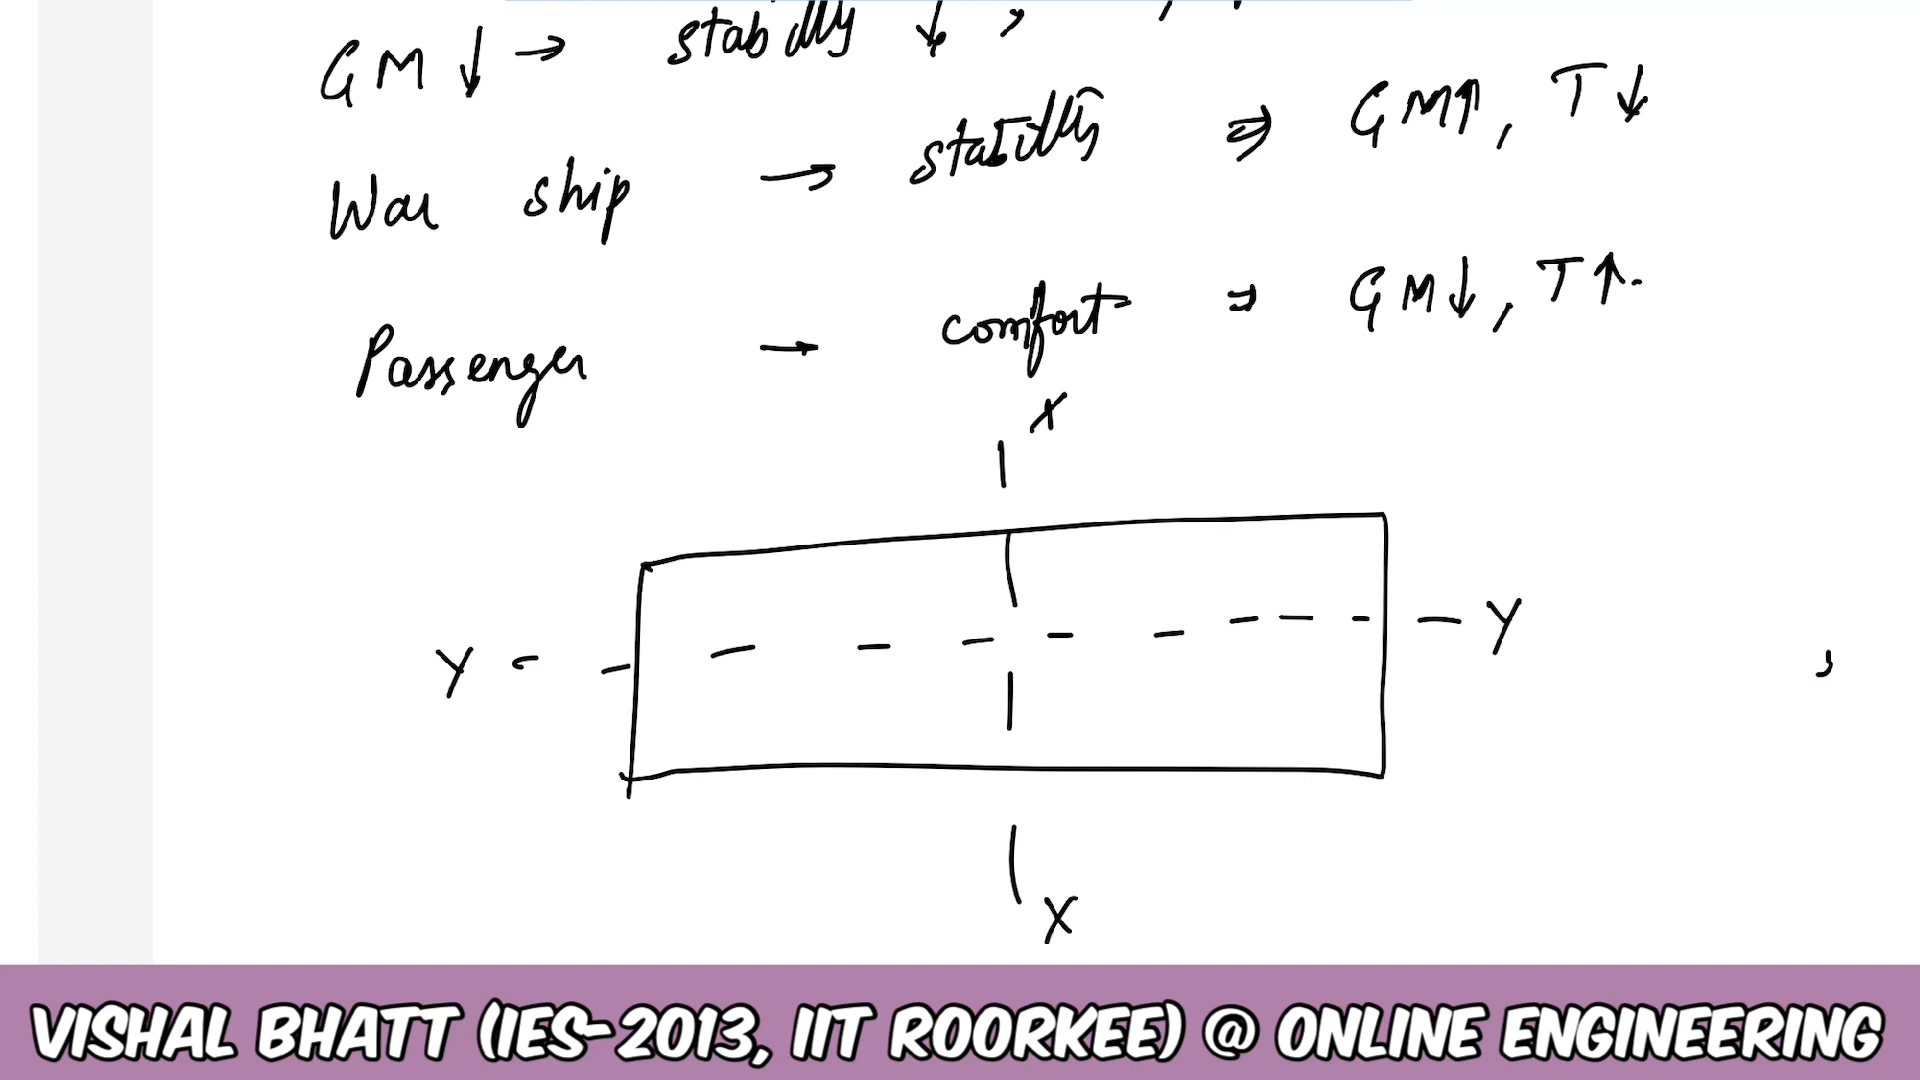 GM ↓ → stability ↓ ,
War ship → stability ⇒ GM↑, T↓
Passenger → comfort ⇒ GM↓, T↑.
X
Y Y
X
VISHAL BHATT (IES-2013, IIT ROORKEE) @ ONLINE ENGINEERING